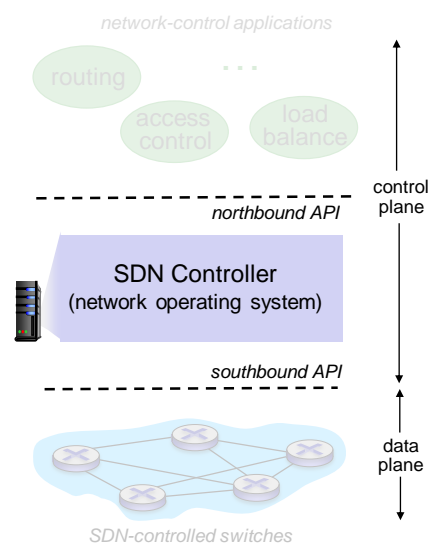 network-control applications
routing
...
access
control
load
balance
control
plane
northbound API
SDN Controller
(network operating system)
southbound API
data
plane
SDN-controlled switches